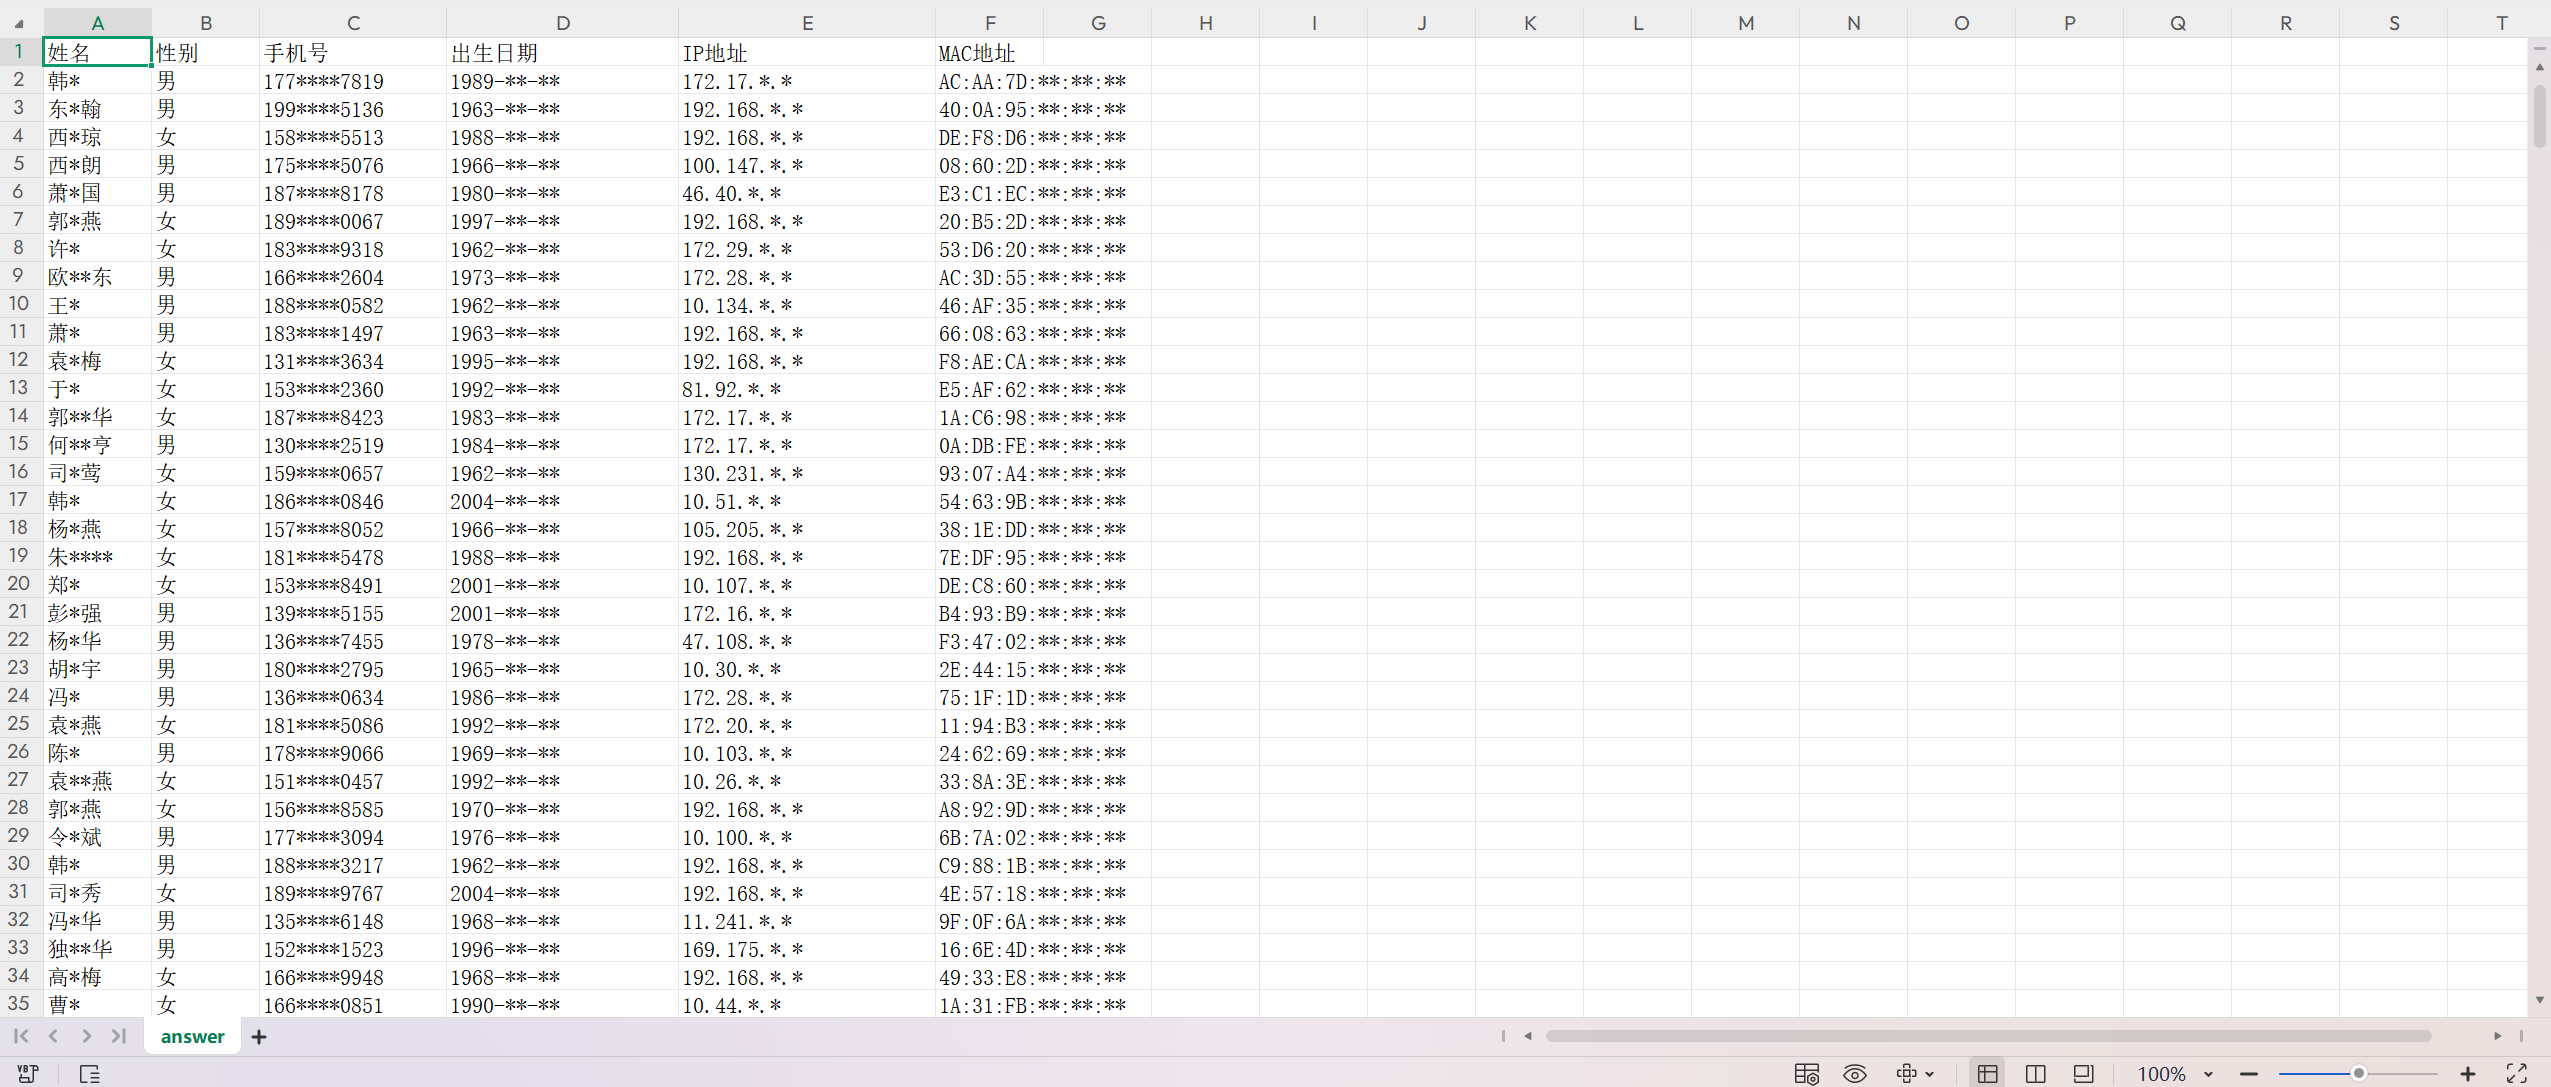 A B C D E F G H I J K L M N O P Q R S T
1 姓名 性别 手机号 出生日期 IP地址 MAC地址
2 韩* 男 177****7819 1989-**-** 172.17.*.* AC:AA:7D:**:**:**
3 东*翰 男 199****5136 1963-**-** 192.168.*.* 40:0A:95:**:**:**
4 西*琼 女 158****5513 1988-**-** 192.168.*.* DE:F8:D6:**:**:**
5 西*朗 男 175****5076 1966-**-** 100.147.*.* 08:60:2D:**:**:**
6 萧*国 男 187****8178 1980-**-** 46.40.*.* E3:C1:EC:**:**:**
7 郭*燕 女 189****0067 1997-**-** 192.168.*.* 20:B5:2D:**:**:**
8 许* 女 183****9318 1962-**-** 172.29.*.* 53:D6:20:**:**:**
9 欧**东 男 166****2604 1973-**-** 172.28.*.* AC:3D:55:**:**:**
10 王* 男 188****0582 1962-**-** 10.134.*.* 46:AF:35:**:**:**
11 萧* 男 183****1497 1963-**-** 192.168.*.* 66:08:63:**:**:**
12 袁*梅 女 131****3634 1995-**-** 192.168.*.* F8:AE:CA:**:**:**
13 于* 女 153****2360 1992-**-** 81.92.*.* E5:AF:62:**:**:**
14 郭**华 女 187****8423 1983-**-** 172.17.*.* 1A:C6:98:**:**:**
15 何**亨 男 130****2519 1984-**-** 172.17.*.* 0A:DB:FE:**:**:**
16 司*莺 女 159****0657 1962-**-** 130.231.*.* 93:07:A4:**:**:**
17 韩* 女 186****0846 2004-**-** 10.51.*.* 54:63:9B:**:**:**
18 杨*燕 女 157****8052 1966-**-** 105.205.*.* 38:1E:DD:**:**:**
19 朱**** 女 181****5478 1988-**-** 192.168.*.* 7E:DF:95:**:**:**
20 郑* 女 153****8491 2001-**-** 10.107.*.* DE:C8:60:**:**:**
21 彭*强 男 139****5155 2001-**-** 172.16.*.* B4:93:B9:**:**:**
22 杨*华 男 136****7455 1978-**-** 47.108.*.* F3:47:02:**:**:**
23 胡*宇 男 180****2795 1965-**-** 10.30.*.* 2E:44:15:**:**:**
24 冯* 男 136****0634 1986-**-** 172.28.*.* 75:1F:1D:**:**:**
25 袁*燕 女 181****5086 1992-**-** 172.20.*.* 11:94:B3:**:**:**
26 陈* 男 178****9066 1969-**-** 10.103.*.* 24:62:69:**:**:**
27 袁**燕 女 151****0457 1992-**-** 10.26.*.* 33:8A:3E:**:**:**
28 郭*燕 女 156****8585 1970-**-** 192.168.*.* A8:92:9D:**:**:**
29 令*斌 男 177****3094 1976-**-** 10.100.*.* 6B:7A:02:**:**:**
30 韩* 男 188****3217 1962-**-** 192.168.*.* C9:88:1B:**:**:**
31 司*秀 女 189****9767 2004-**-** 192.168.*.* 4E:57:18:**:**:**
32 冯*华 男 135****6148 1968-**-** 11.241.*.* 9F:0F:6A:**:**:**
33 独**华 男 152****1523 1996-**-** 169.175.*.* 16:6E:4D:**:**:**
34 高*梅 女 166****9948 1968-**-** 192.168.*.* 49:33:E8:**:**:**
35 曹* 女 166****0851 1990-**-** 10.44.*.* 1A:31:FB:**:**:**
answer
100%